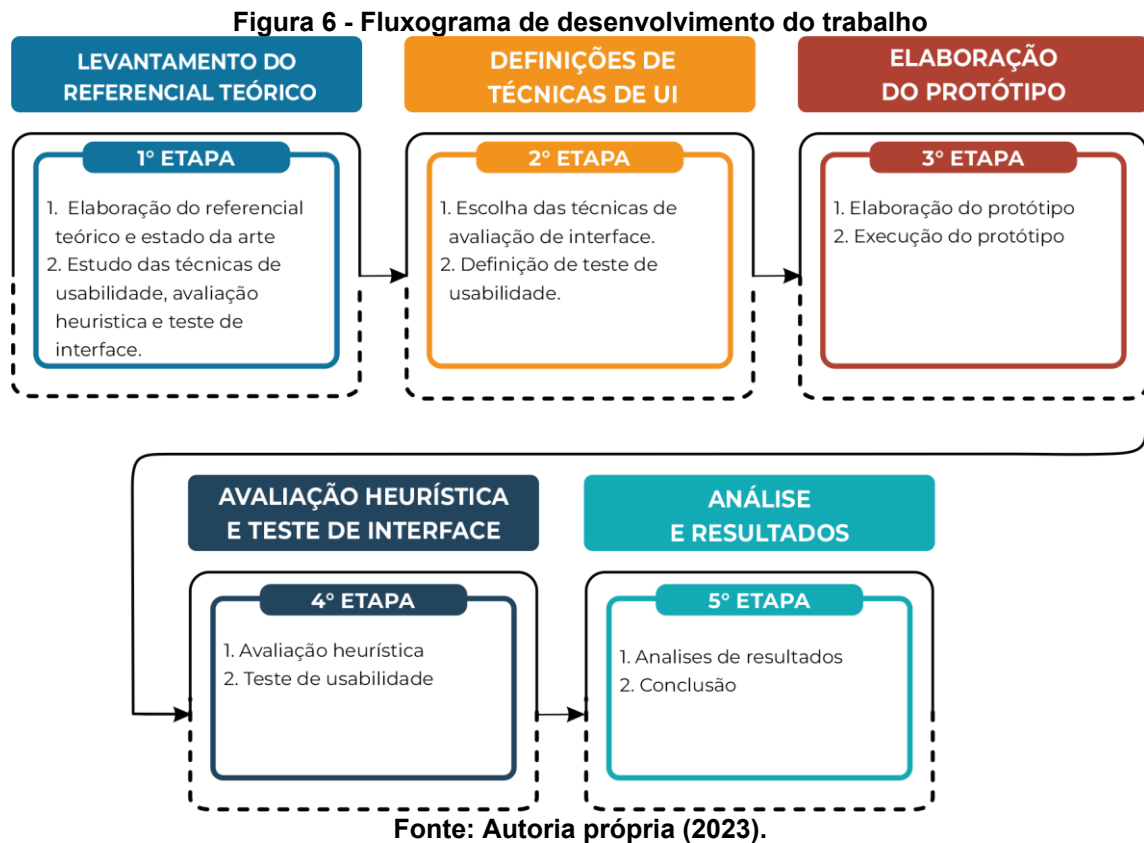 Figura 6 - Fluxograma de desenvolvimento do trabalho
LEVANTAMENTO DO
REFERENCIAL TEÓRICO
1° ETAPA
1. Elaboração do referencial
teórico e estado da arte
2. Estudo das técnicas de
usabilidade, avaliação
heuristica e teste de
interface.
DEFINIÇÕES DE
TÉCNICAS DE UI
2° ETAPA
1. Escolha das técnicas de
avaliação de interface.
2. Definição de teste de
usabilidade.
ELABORAÇÃO
DO PROTÓTIPO
3° ETAPA
1. Elaboração do protótipo
2. Execução do protótipo
AVALIAÇÃO HEURÍSTICA
E TESTE DE INTERFACE
4° ETAPA
1. Avaliação heurística
2. Teste de usabilidade
ANÁLISE
E RESULTADOS
5° ETAPA
1. Analises de resultados
2. Conclusão
Fonte: Autoria própria (2023).